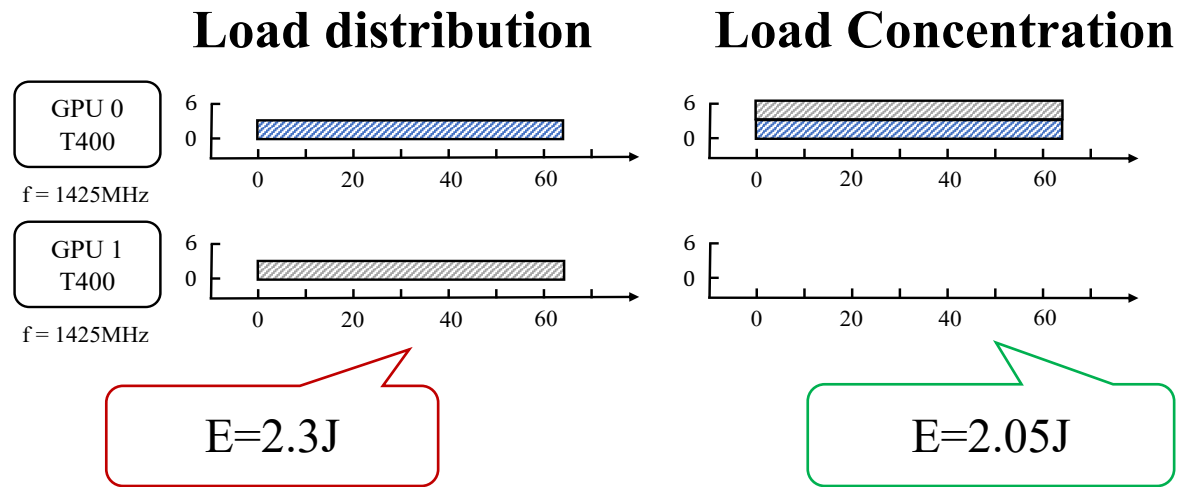 Load distribution
Load Concentration
GPU 0
T400
f = 1425MHz
6
0
0 20 40 60
6
0
0 20 40 60
GPU 1
T400
f = 1425MHz
6
0
0 20 40 60
6
0
0 20 40 60
E=2.3J
E=2.05J